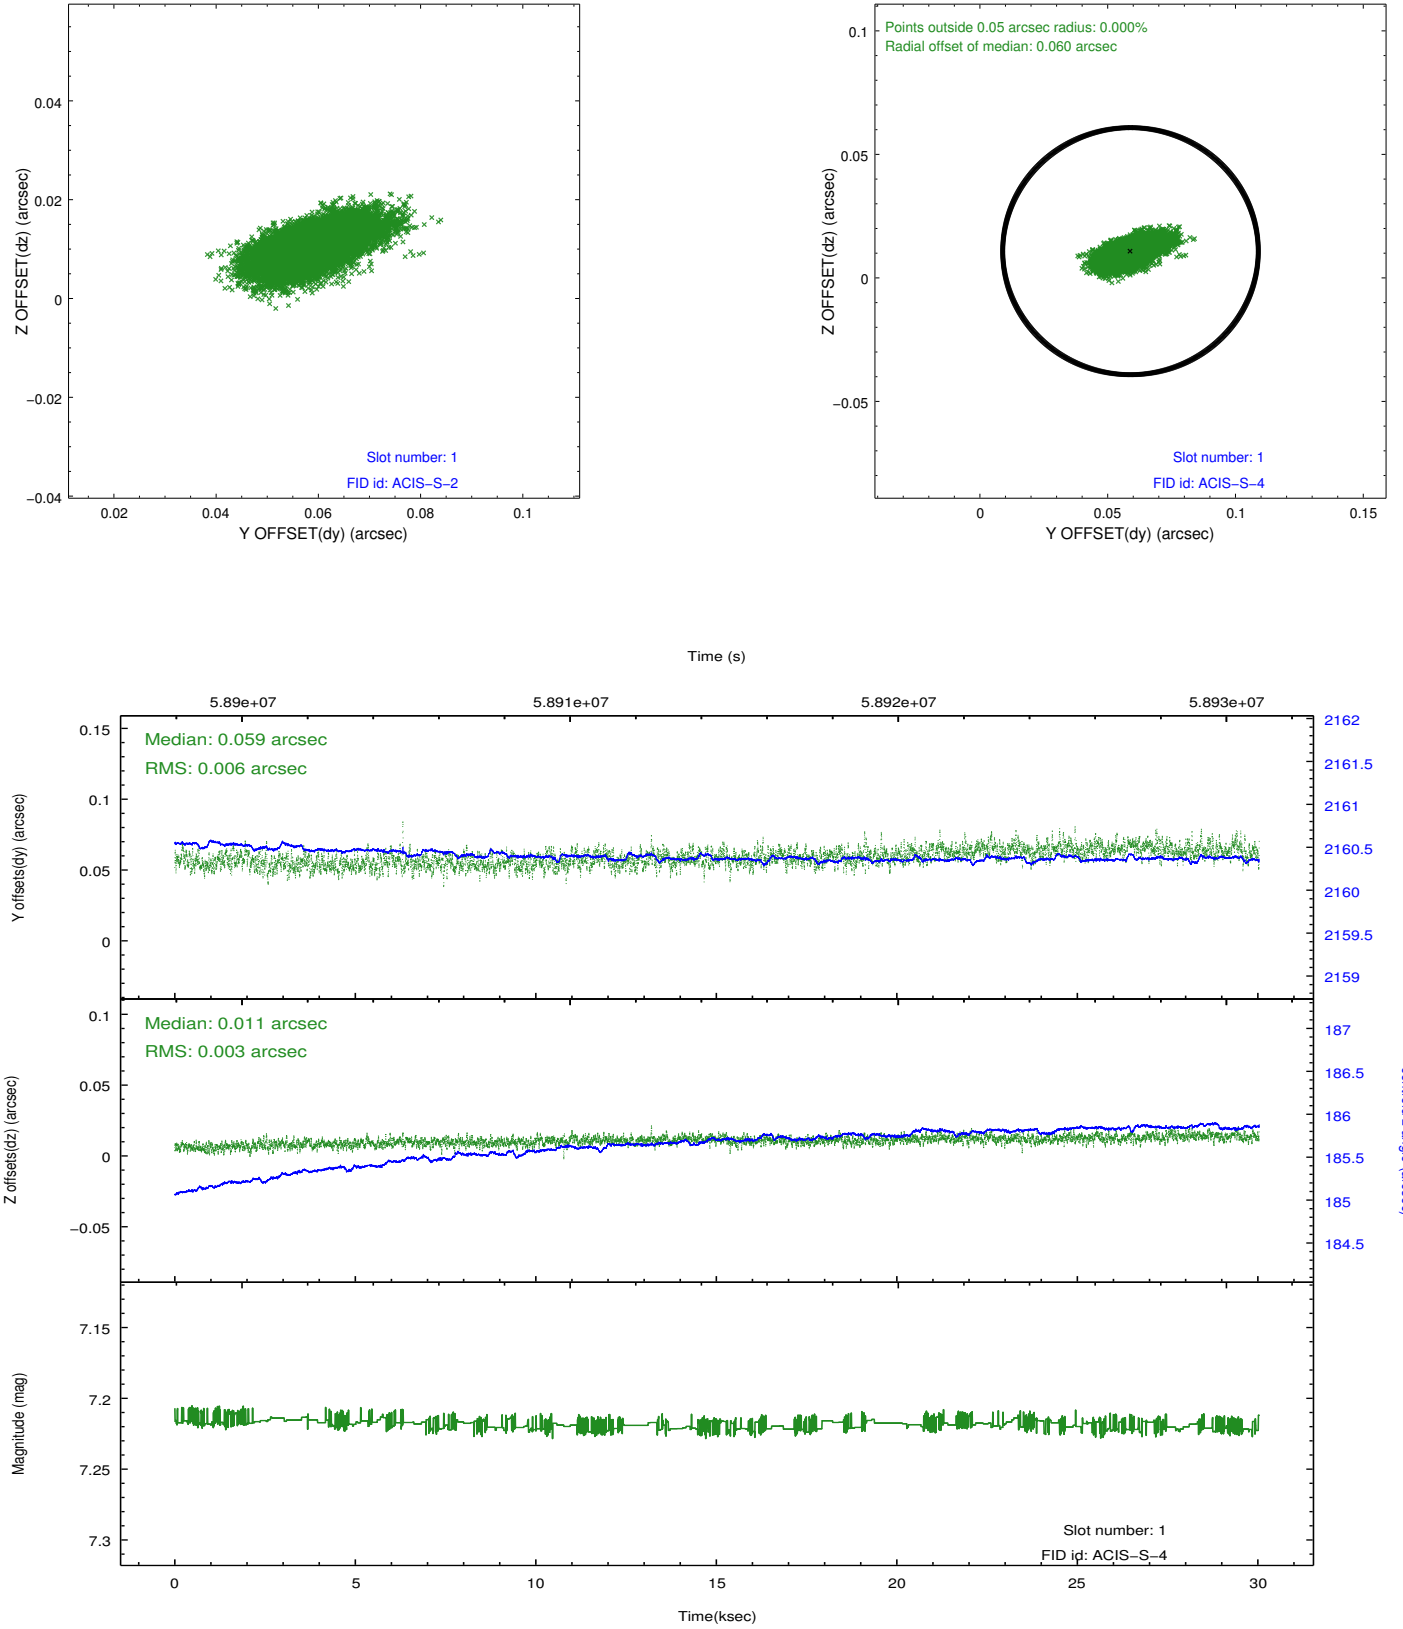 0.04
0.02
0
−0.02
−0.04
Z OFFSET(dz) (arcsec)
Slot number: 1
FID id: ACIS−S−2
0.02
0.04
0.06
0.08
0.1
Y OFFSET(dy) (arcsec)
Points outside 0.05 arcsec radius: 0.000%
Radial offset of median: 0.060 arcsec
0.1
0.05
0
−0.05
Z OFFSET(dz) (arcsec)
Slot number: 1
FID id: ACIS−S−4
0
0.05
0.1
0.15
Y OFFSET(dy) (arcsec)
Time (s)
5.89e+07
5.891e+07
5.892e+07
5.893e+07
Median: 0.059 arcsec
RMS: 0.006 arcsec
0.15
0.1
0.05
0
Y offsets(dy) (arcsec)
2162
2161.5
2161
2160.5
2160
2159.5
2159
Median: 0.011 arcsec
RMS: 0.003 arcsec
0.1
0.05
0
−0.05
Z offsets(dz) (arcsec)
187
186.5
186
185.5
185
184.5
7.15
7.2
7.25
7.3
Magnitude (mag)
Slot number: 1
FID id: ACIS−S−4
0
5
10
15
20
25
30
Time(ksec)